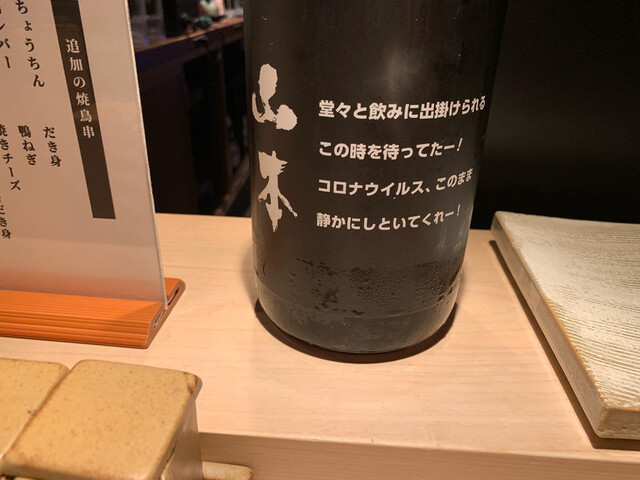 追加の焼鳥串
ちょうちん
だき身
鴨ねぎ
焼きチーズ
山本
堂々と飲みに出掛けられる
この時を待ってたー!
コロナウイルス、このまま
静かにしといてくれー!